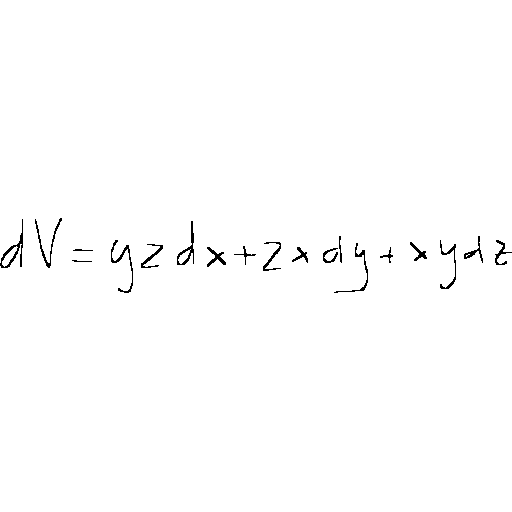 dV = yz dx + zx dy + xy dz